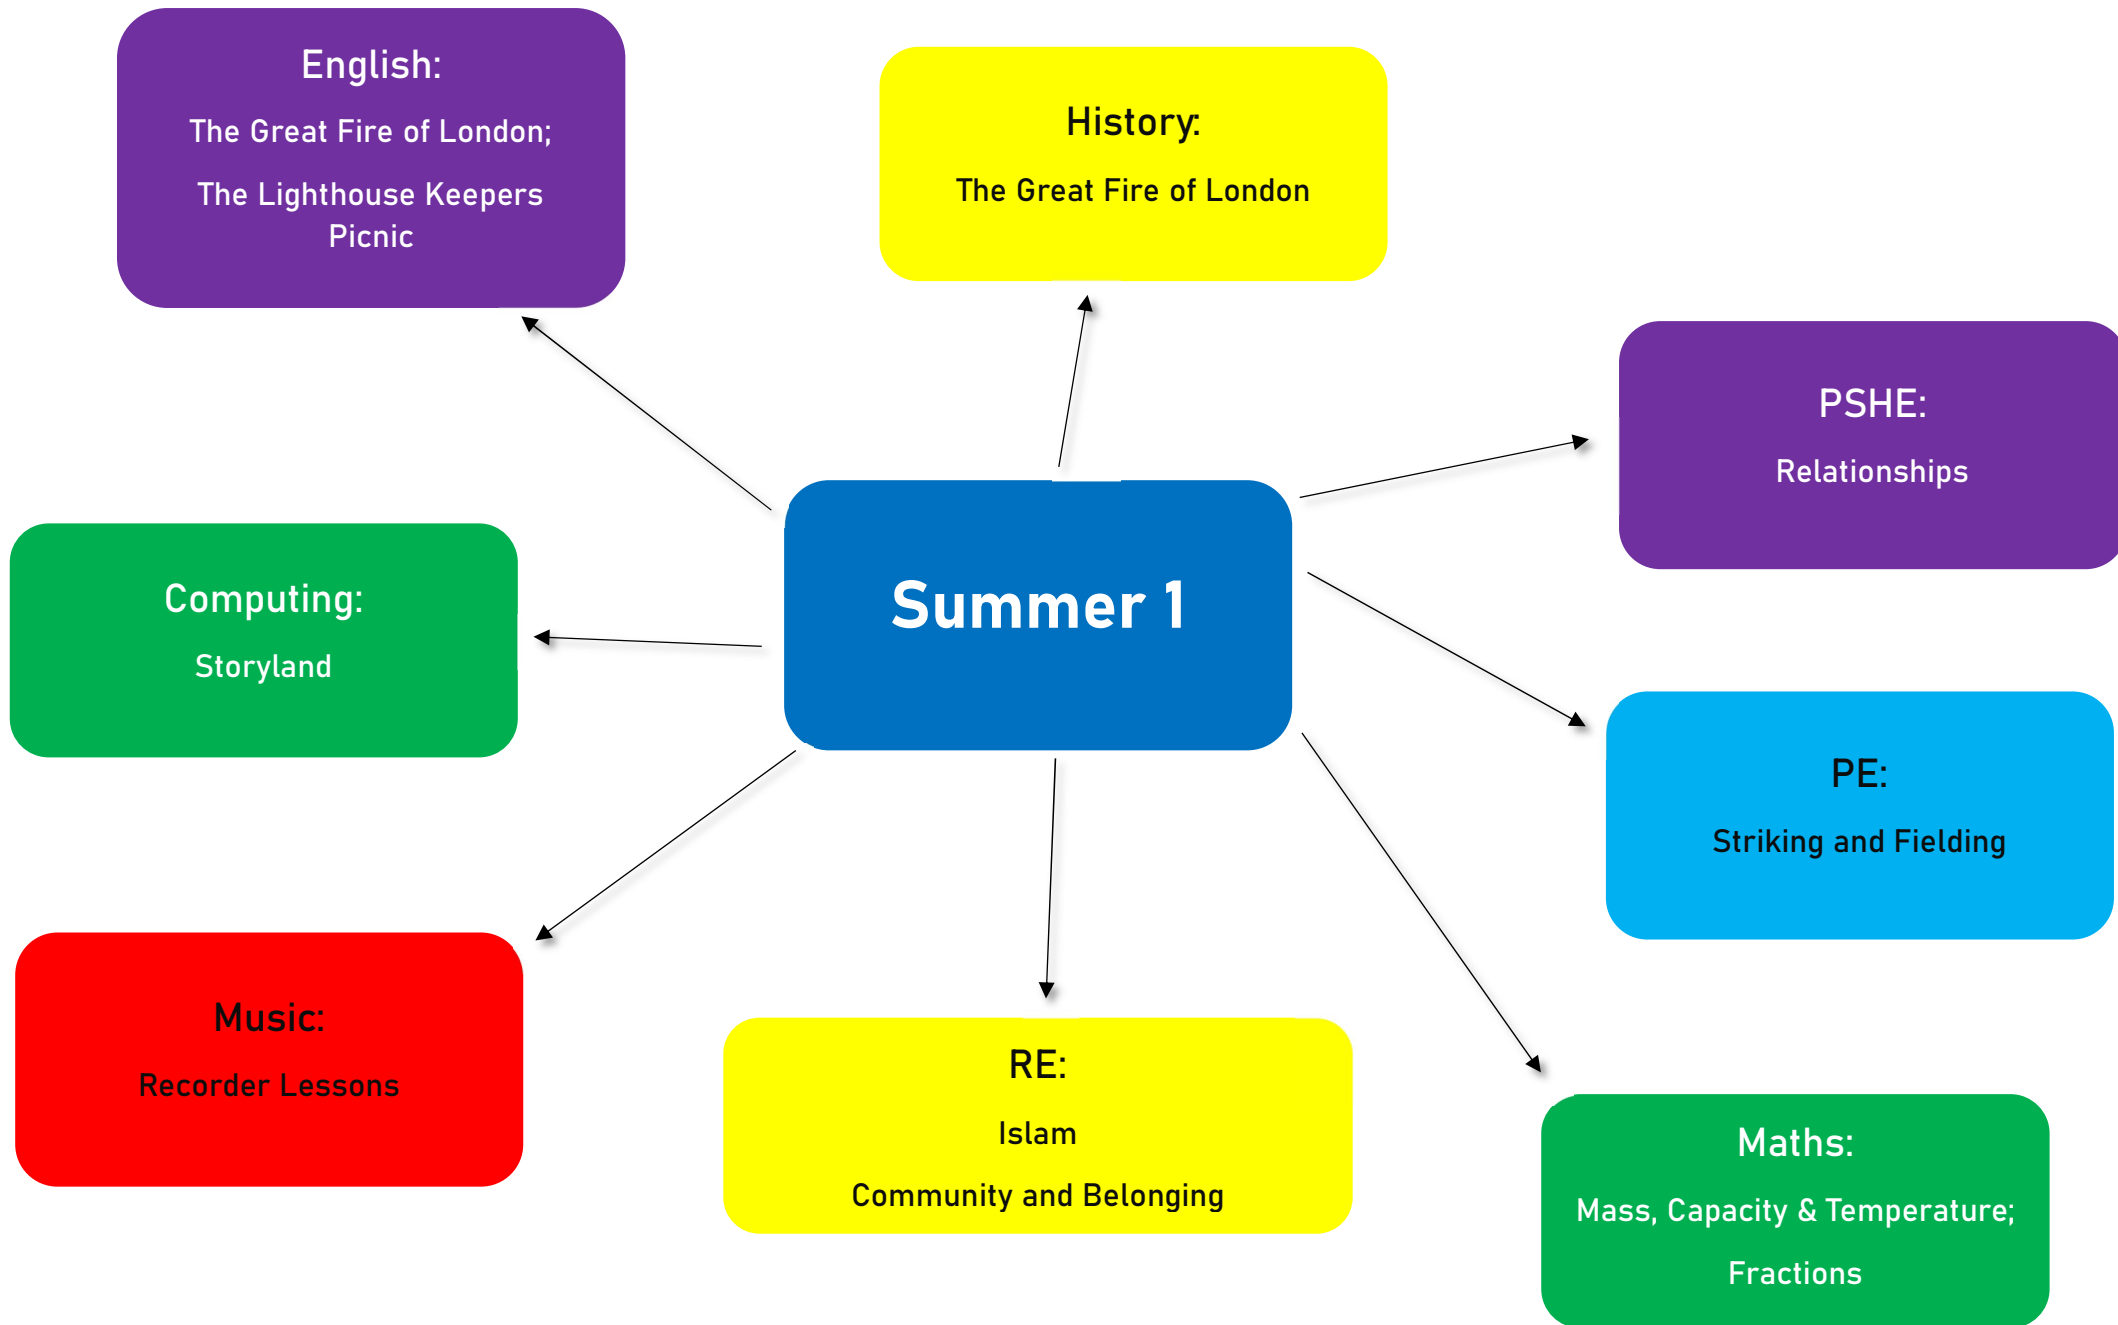 English:
The Great Fire of London;
The Lighthouse Keepers
Picnic
History:
The Great Fire of London
PSHE:
Relationships
Computing:
Storyland
Summer 1
PE:
Striking and Fielding
Music:
Recorder Lessons
RE:
Islam
Community and Belonging
Maths:
Mass, Capacity & Temperature;
Fractions